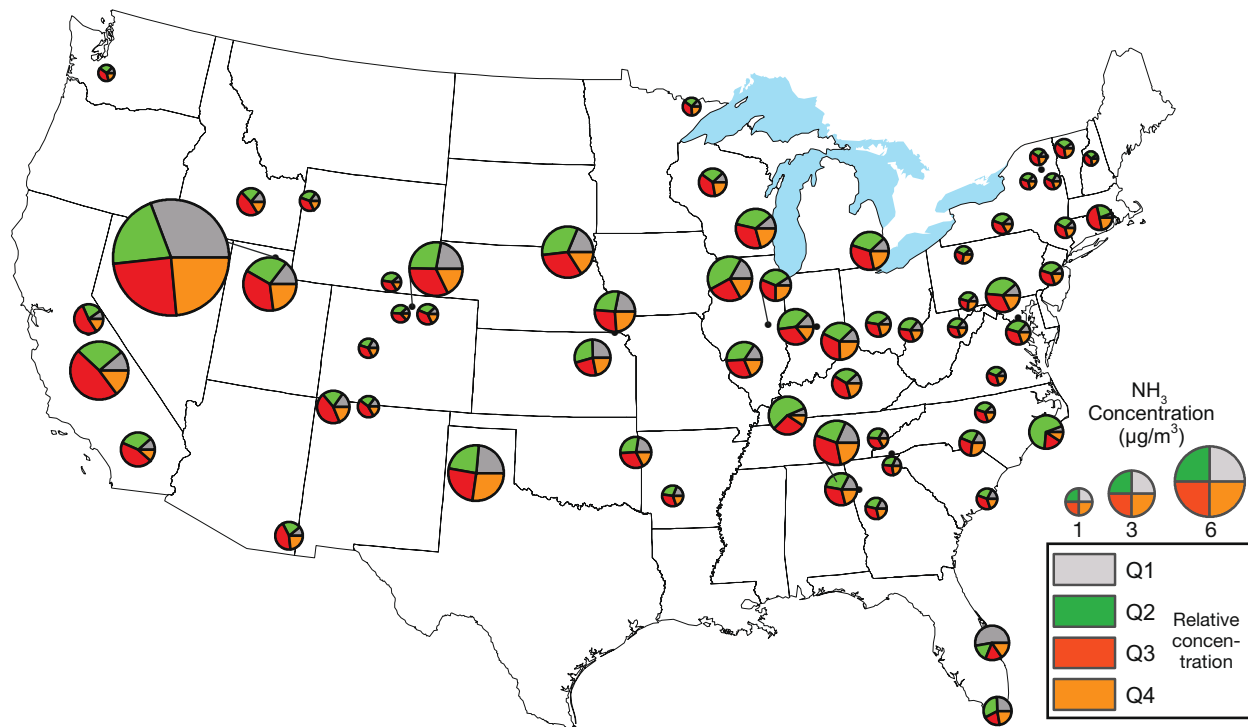 NH₃
Concentration
(µg/m³)
1 3 6
Q1
Q2
Q3
Q4
Relative
concen-
tration